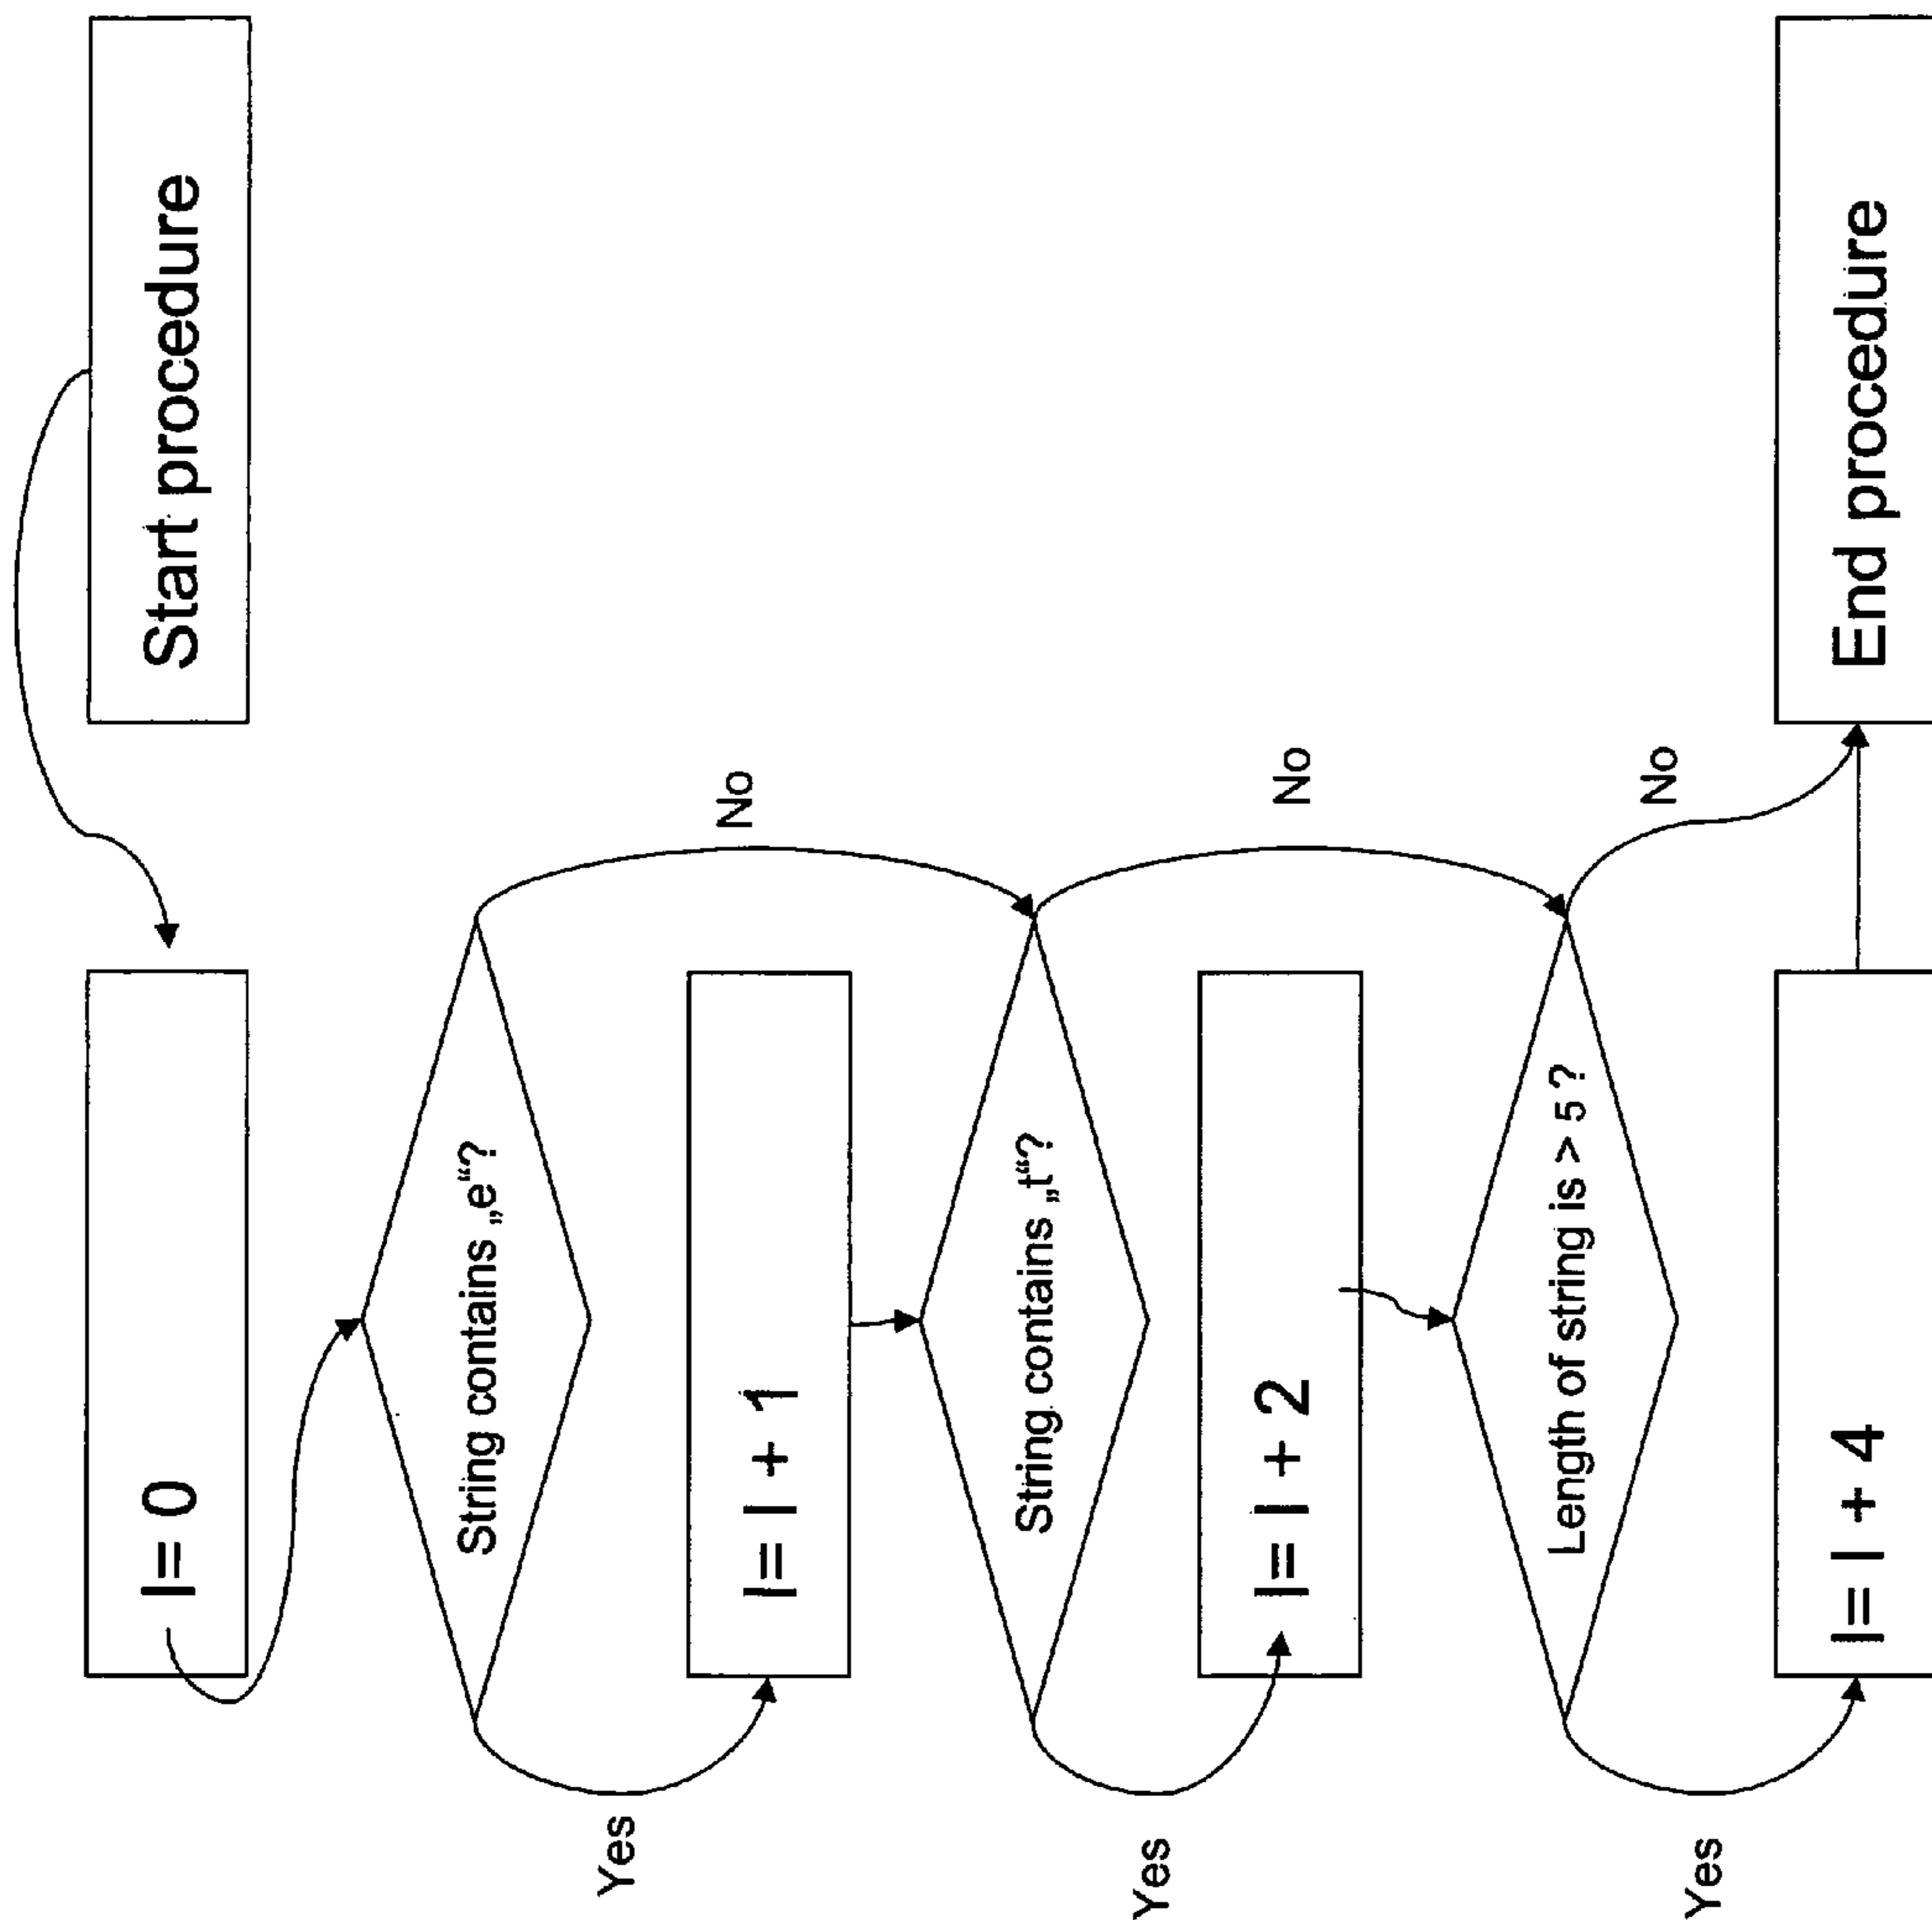 Start procedure
I= 0
String contains „e“?
No
Yes
I= I + 1
String contains „t“?
No
Yes
I= I + 2
Length of string is > 5 ?
No
Yes
I= I + 4
End procedure